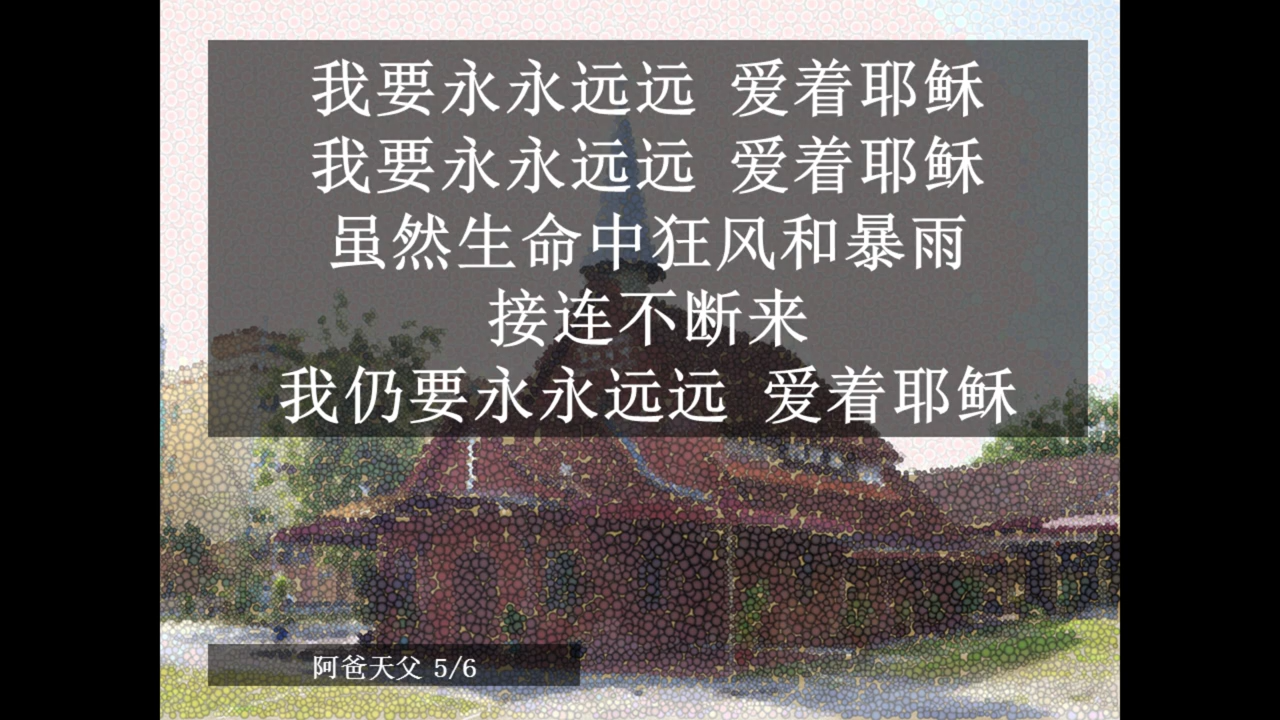 我要永永远远 爱着耶稣
我要永永远远 爱着耶稣
虽然生命中狂风和暴雨
接连不断来
我仍要永永远远 爱着耶稣
阿爸天父 5/6